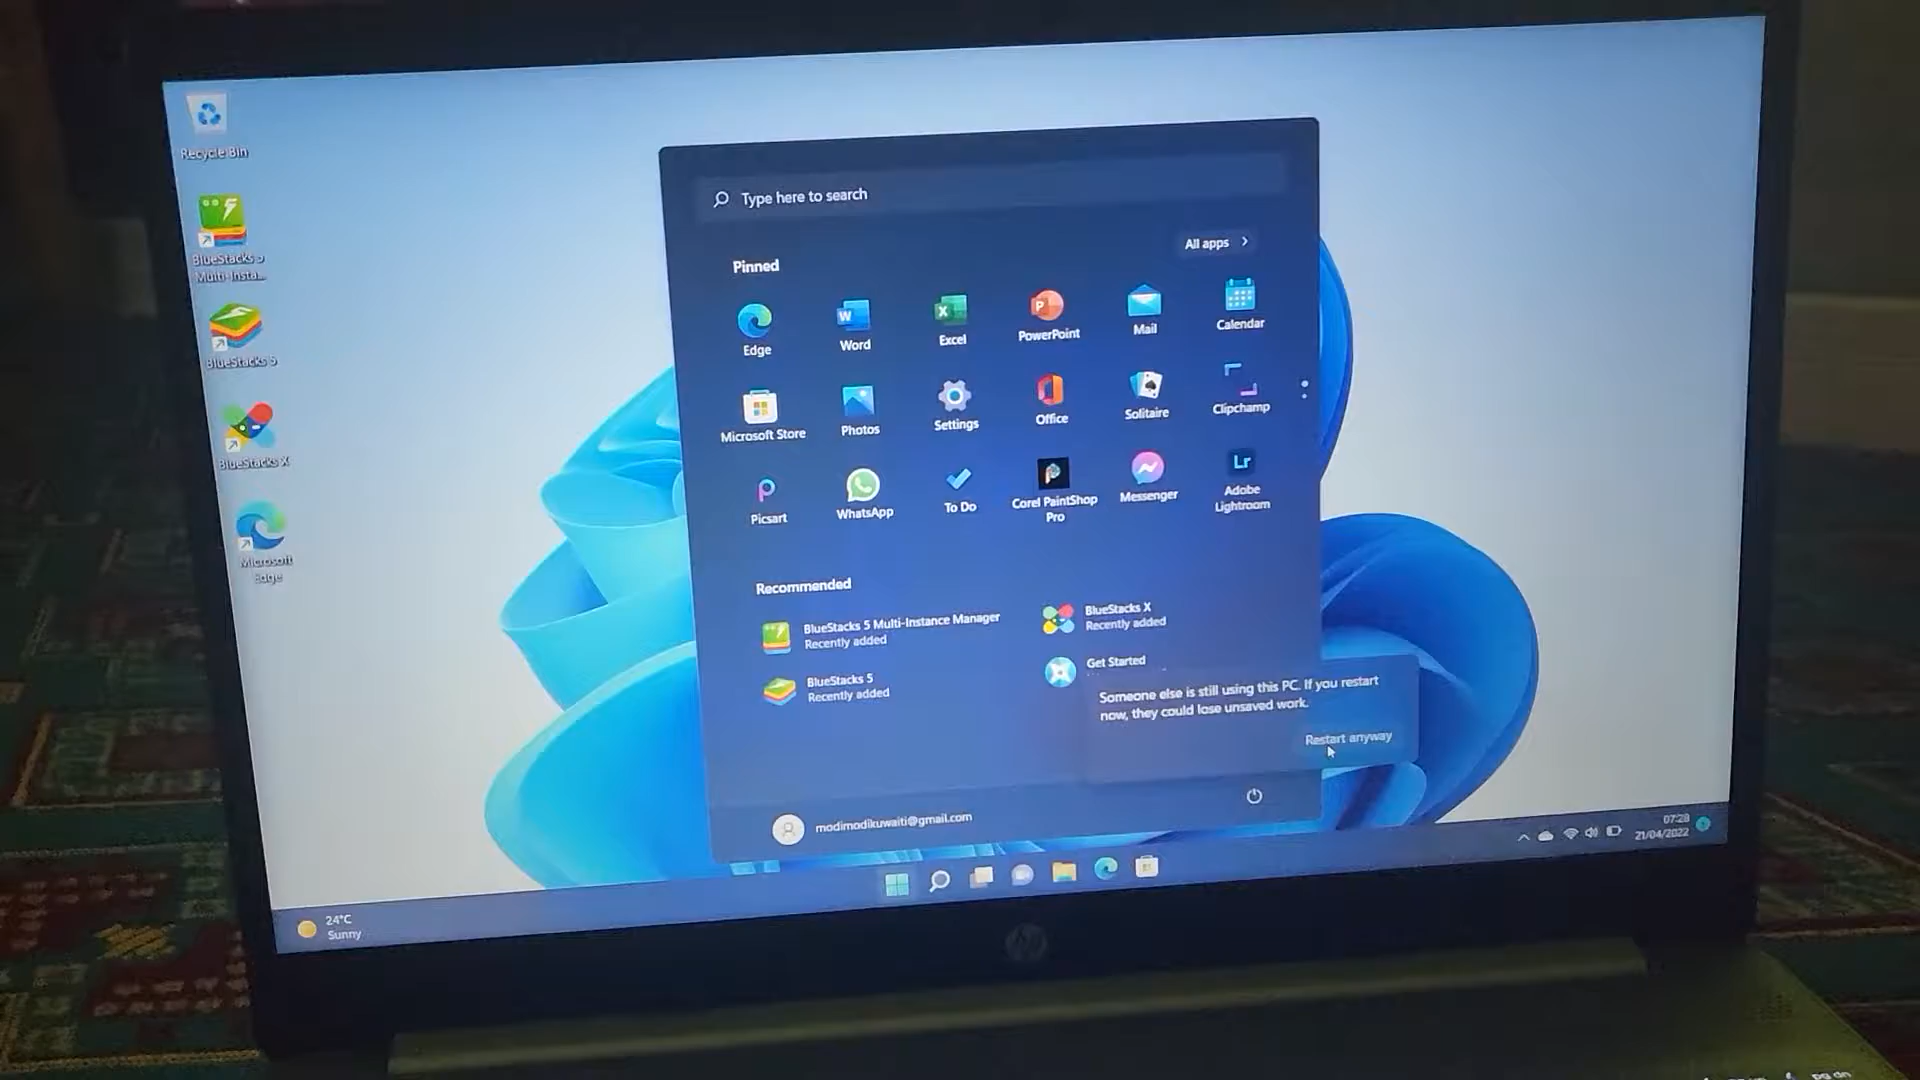 Recycle Bin
BlueStacks 5
Multi-Insta...
BlueStacks 5
BlueStacks X
Microsoft
Edge
Type here to search
Pinned
All apps
Edge
Word
Excel
PowerPoint
Mail
Calendar
Microsoft Store
Photos
Settings
Office
Solitaire
Clipchamp
Picsart
WhatsApp
To Do
Corel PaintShop
Pro
Messenger
Lr
Adobe
Lightroom
Recommended
BlueStacks 5 Multi-Instance Manager
Recently added
BlueStacks X
Recently added
BlueStacks 5
Recently added
Get Started
Someone else is still using this PC. If you restart
now, they could lose unsaved work.
Restart anyway
modimodikuwaiti@gmail.com
07:28
21/04/2022
24°C
Sunny
hp
pg dn